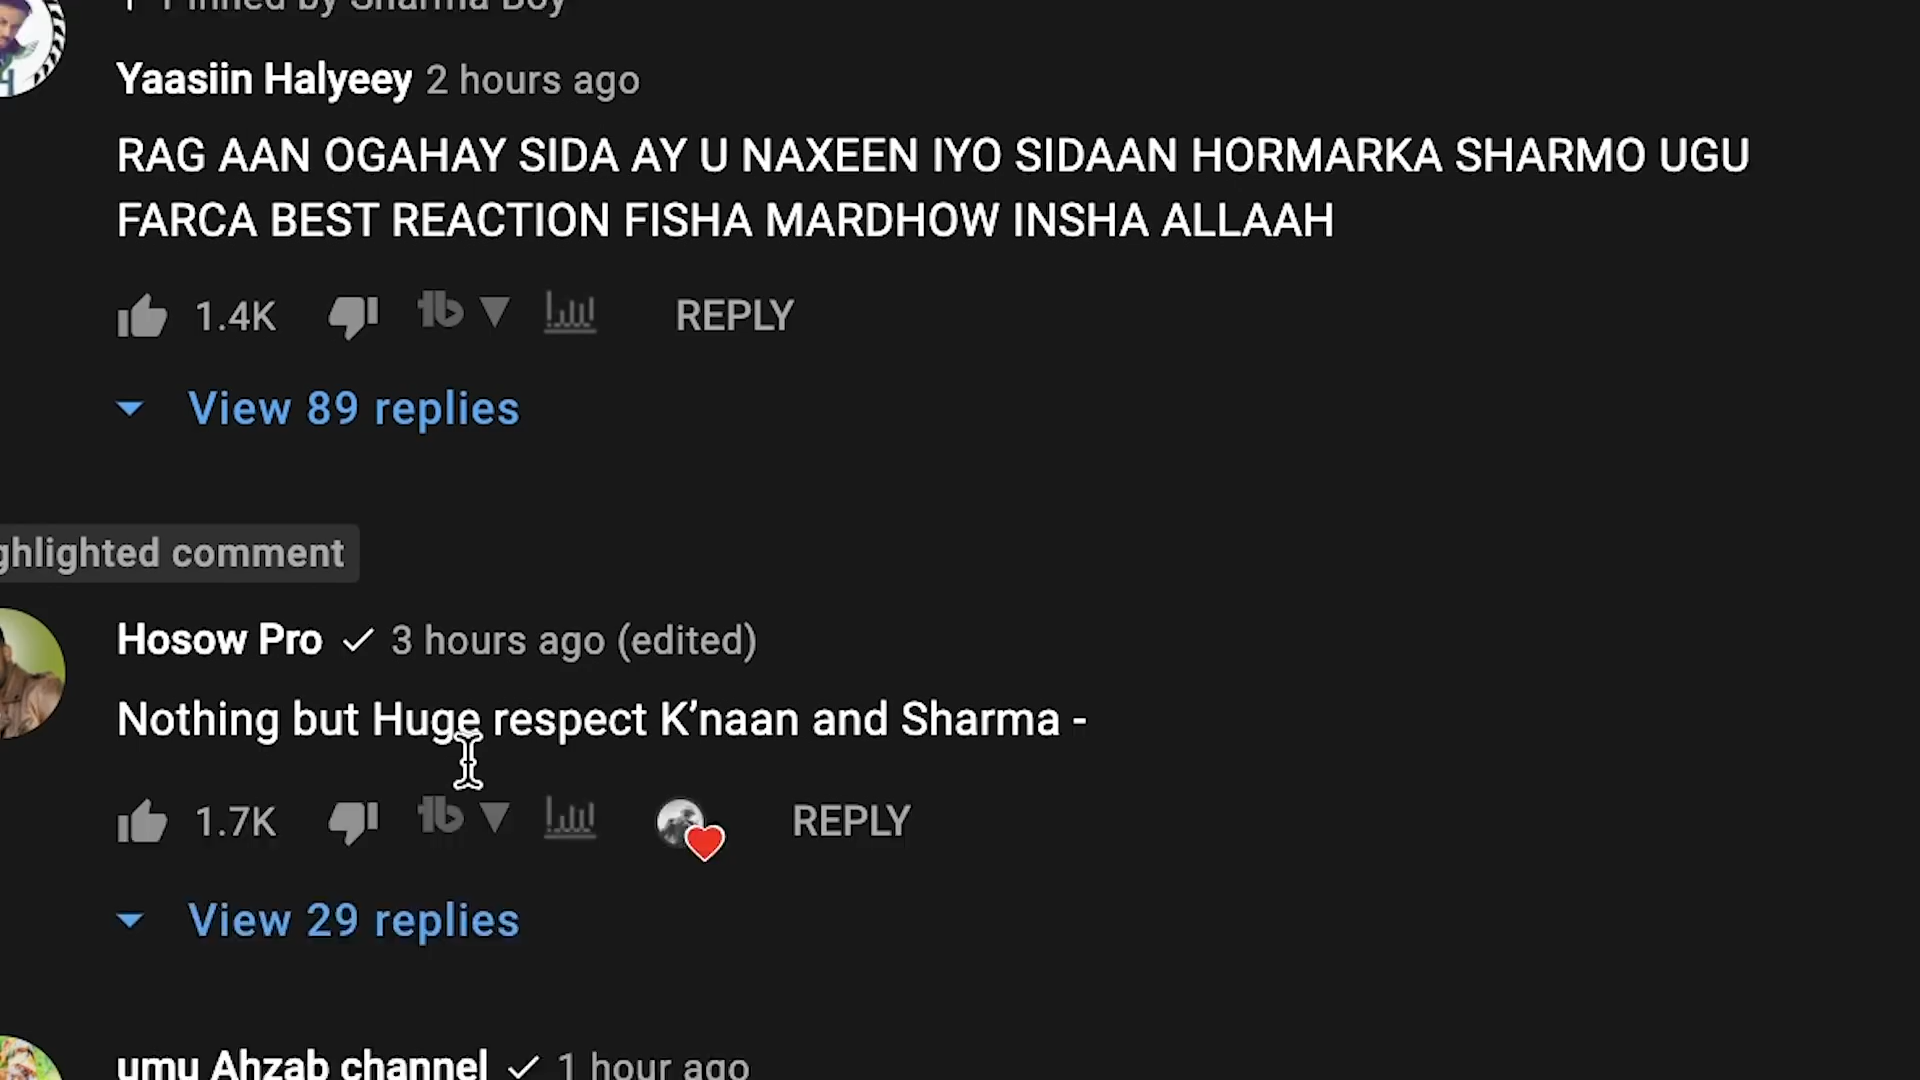 Pinned by Sharma Boy
Yaasiin Halyeey 2 hours ago
RAG AAN OGAHAY SIDA AY U NAXEEN IYO SIDAAN HORMARKA SHARMO UGU
FARCA BEST REACTION FISHA MARDHOW INSHA ALLAAH
1.4K REPLY
View 89 replies
ghlighted comment
Hosow Pro 3 hours ago (edited)
Nothing but Huge respect K’naan and Sharma -
1.7K REPLY
View 29 replies
umu Ahzab channel 1 hour ago